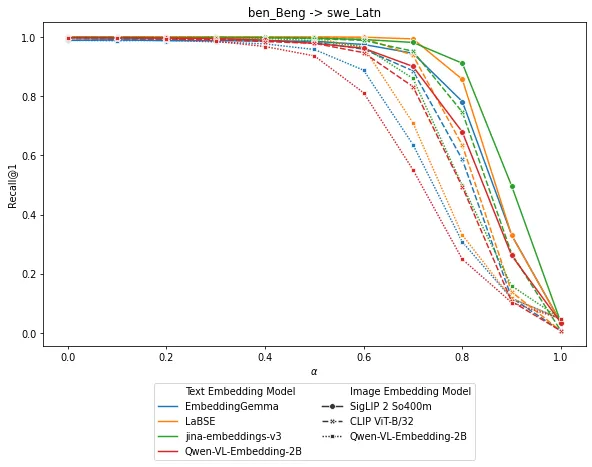 ben_Beng -> swe_Latn
Recall@1
1.0
0.8
0.6
0.4
0.2
0.0
0.0 0.2 0.4 0.6 0.8 1.0
α
Text Embedding Model
EmbeddingGemma
LaBSE
jina-embeddings-v3
Qwen-VL-Embedding-2B
Image Embedding Model
SigLIP 2 So400m
CLIP ViT-B/32
Qwen-VL-Embedding-2B